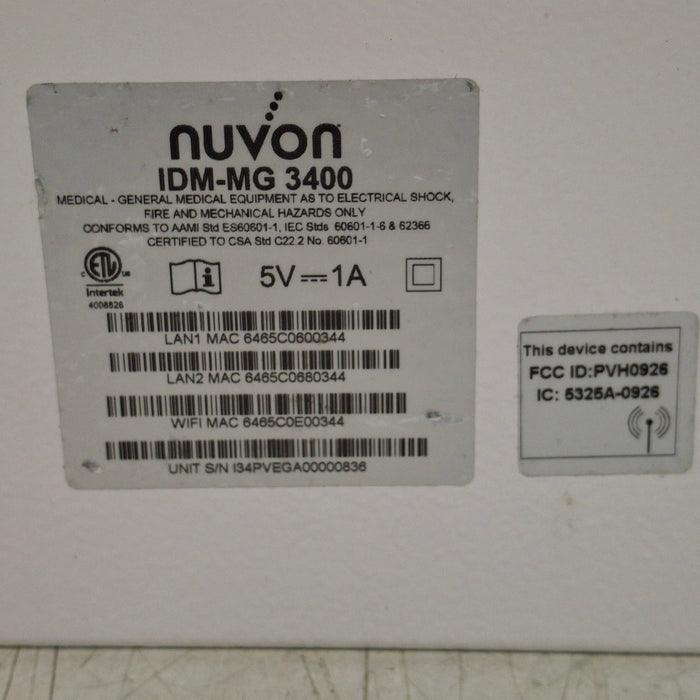 nuvon
IDM-MG 3400
MEDICAL - GENERAL MEDICAL EQUIPMENT AS TO ELECTRICAL SHOCK,
FIRE AND MECHANICAL HAZARDS ONLY
CONFORMS TO AAMI Std ES60601-1, IEC Stds 60601-1-6 & 62366
CERTIFIED TO CSA Std C22.2 No. 60601-1
c ETL us
Intertek
4008826
i
5V 1A
LAN1 MAC 6465C0600344
LAN2 MAC 6465C0680344
WIFI MAC 6465C0E00344
UNIT S/N I34PVEGA00000836
This device contains
FCC ID:PVH0926
IC: 5325A-0926